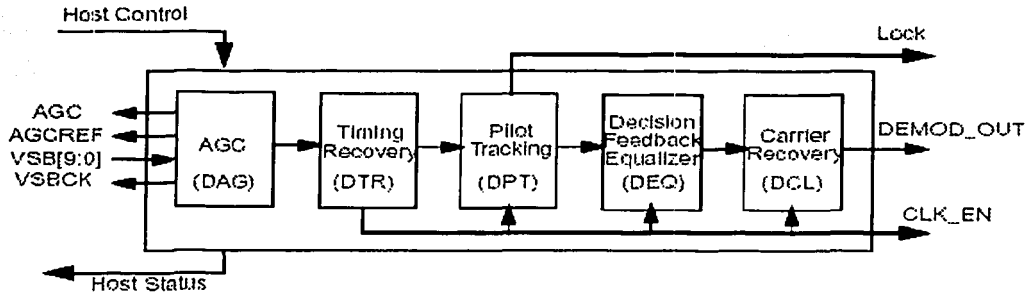 Host Control
Lock
AGC
AGCREF
VSB[9:0]
VSBCK
AGC
(DAG)
Timing
Recovery
(DTR)
Pilot
Tracking
(DPT)
Decision
Feedback
Equalizer
(DEQ)
Carrier
Recovery
(DCL)
DEMOD_OUT
CLK_EN
Host Status